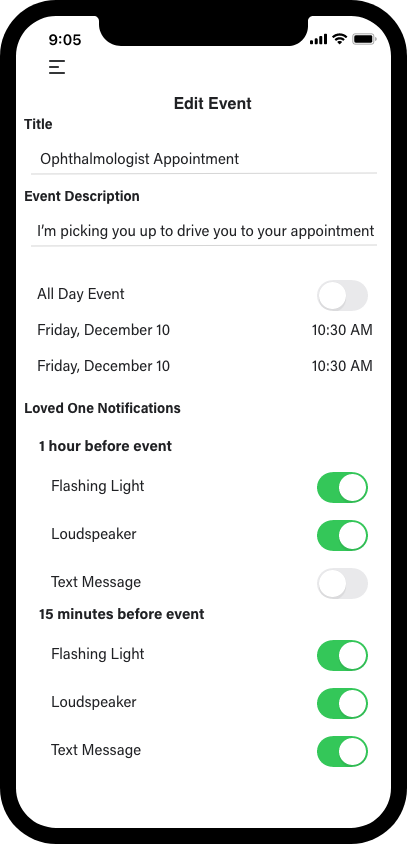 9:05
Edit Event
Title
Ophthalmologist Appointment
Event Description
I'm picking you up to drive you to your appointment
All Day Event
Friday, December 10 10:30 AM
Friday, December 10 10:30 AM
Loved One Notifications
1 hour before event
Flashing Light
Loudspeaker
Text Message
15 minutes before event
Flashing Light
Loudspeaker
Text Message